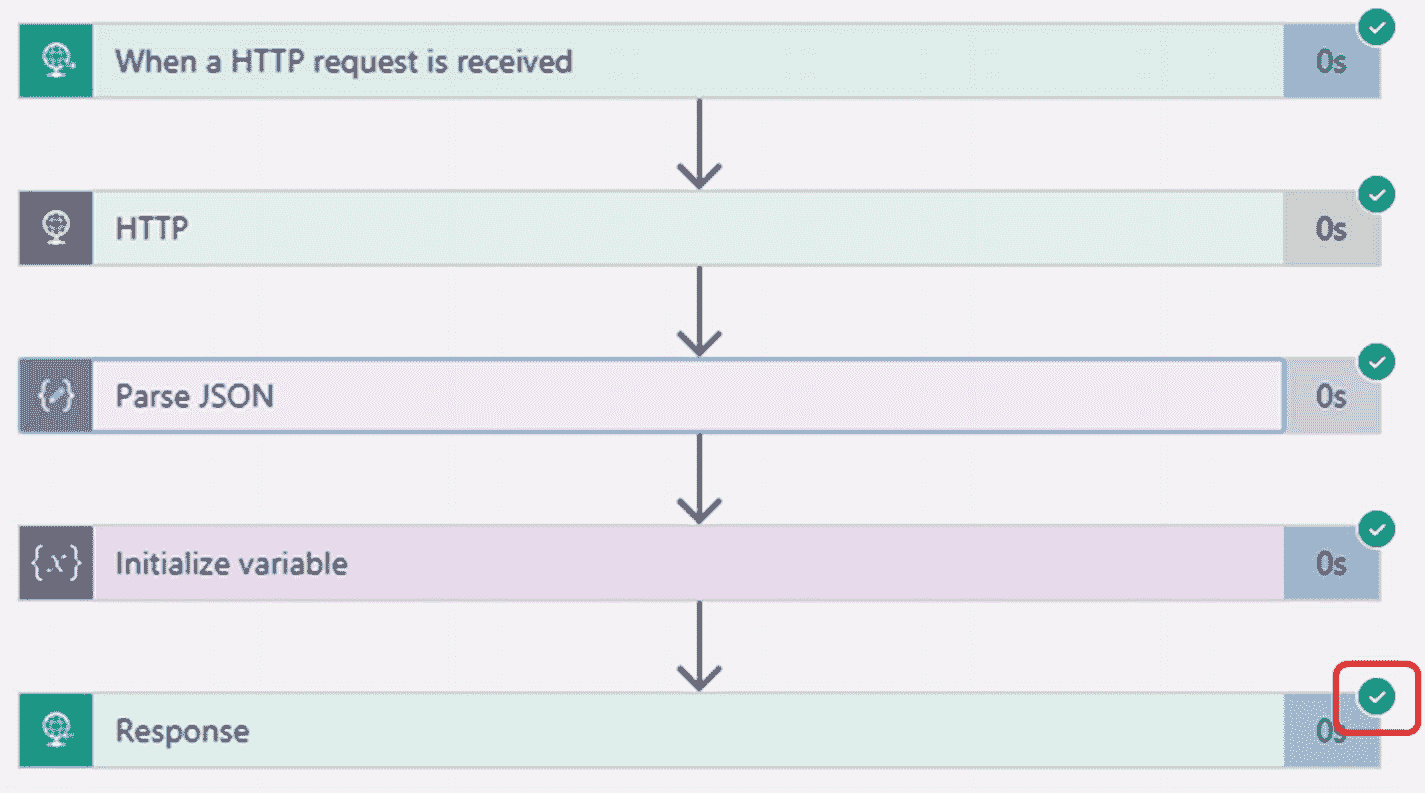 When a HTTP request is received
0s
HTTP
0s
Parse JSON
0s
{x} Initialize variable
0s
Response
0s